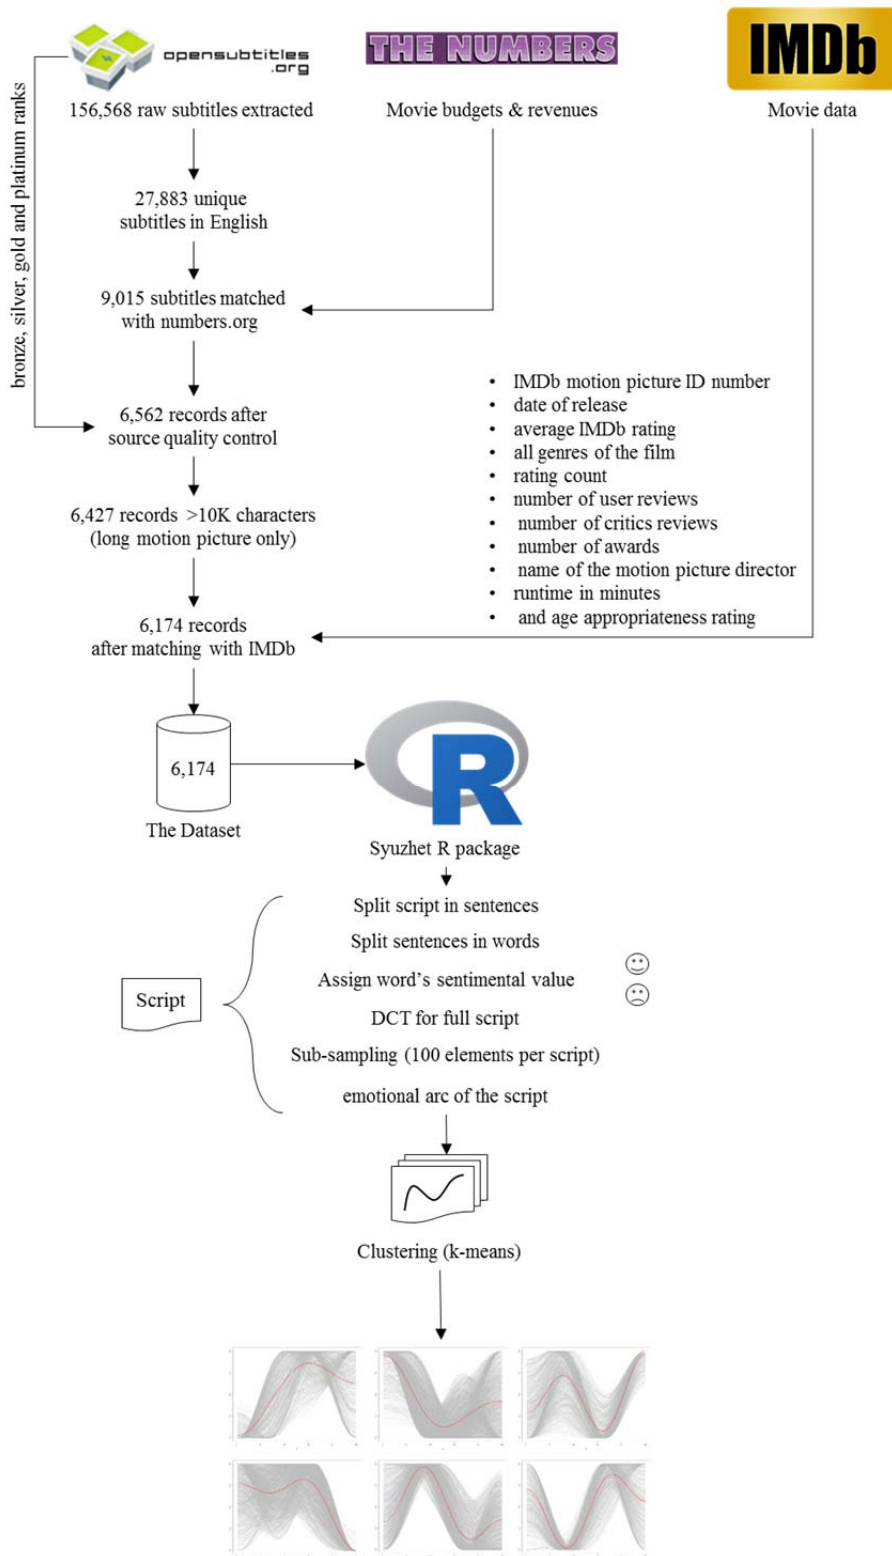 opensubtitles
.org
THE NUMBERS
IMDb
156,568 raw subtitles extracted
Movie budgets & revenues
Movie data
bronze, silver, gold and platinum ranks
27,883 unique
subtitles in English
9,015 subtitles matched
with numbers.org
6,562 records after
source quality control
6,427 records >10K characters
(long motion picture only)
6,174 records
after matching with IMDb
• IMDb motion picture ID number
• date of release
• average IMDb rating
• all genres of the film
• rating count
• number of user reviews
• number of critics reviews
• number of awards
• name of the motion picture director
• runtime in minutes
• and age appropriateness rating
6,174
The Dataset
R
Syuzhet R package
Script
Split script in sentences
Split sentences in words
Assign word’s sentimental value
DCT for full script
Sub-sampling (100 elements per script)
emotional arc of the script
Clustering (k-means)